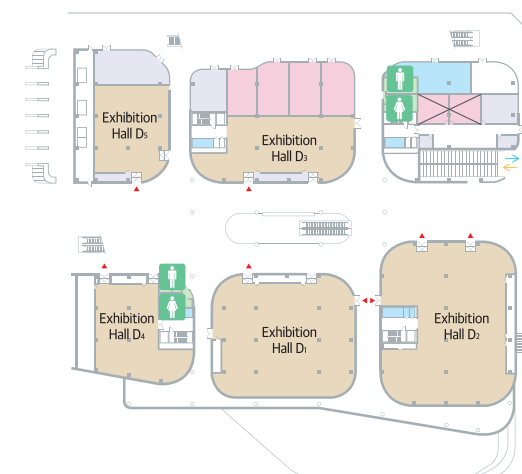 Exhibition
Hall D5
Exhibition
Hall D3
Exhibition
Hall D4
Exhibition
Hall D1
Exhibition
Hall D2